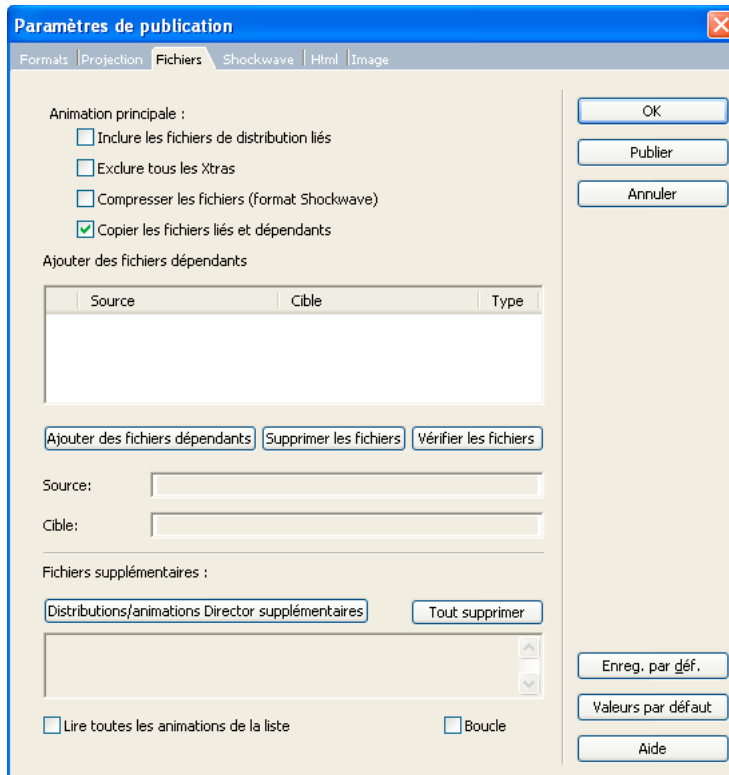 Paramètres de publication
Formats Projection Fichiers Shockwave Html Image
Animation principale :
Inclure les fichiers de distribution liés
Exclure tous les Xtras
Compresser les fichiers (format Shockwave)
Copier les fichiers liés et dépendants
OK
Publier
Annuler
Ajouter des fichiers dépendants
Source Cible Type
Ajouter des fichiers dépendants Supprimer les fichiers Vérifier les fichiers
Source:
Cible:
Fichiers supplémentaires :
Distributions/animations Director supplémentaires Tout supprimer
Lire toutes les animations de la liste Boucle
Enreg. par déf.
Valeurs par défaut
Aide